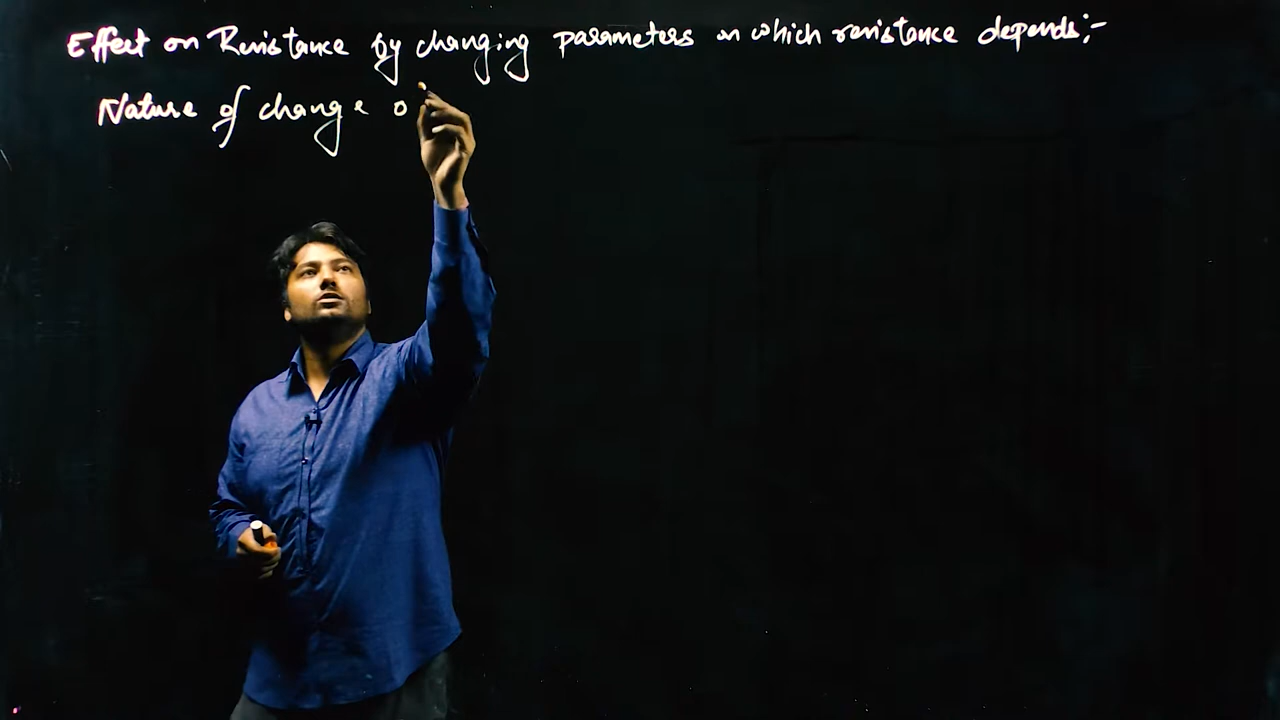 Effect on Resistance by changing parameters on which resistance depends:-
Nature of change o